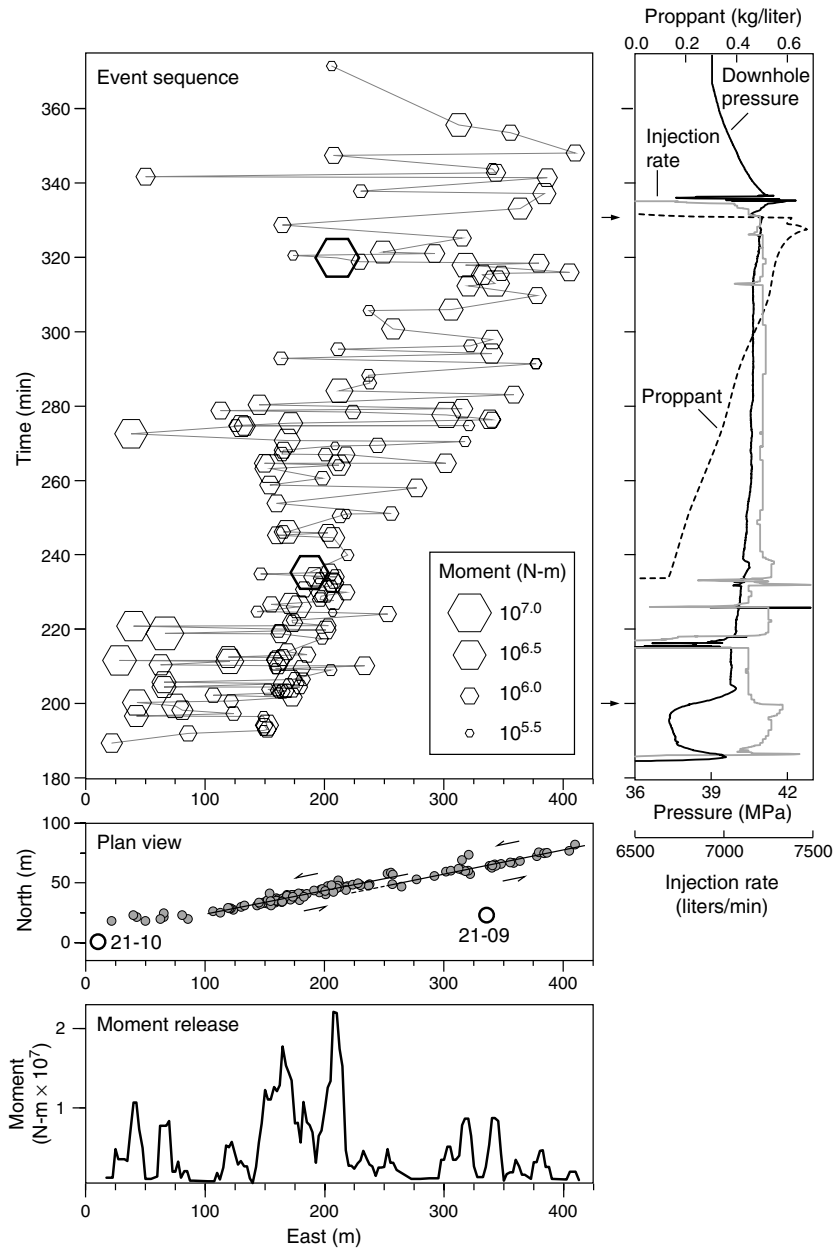 Proppant (kg/liter)
0.0 0.2 0.4 0.6
Event sequence
Downhole
pressure
Injection
rate
Proppant
Time (min)
360
340
320
300
280
260
240
220
200
180
Moment (N-m)
10^7.0
10^6.5
10^6.0
10^5.5
0 100 200 300 400
36 39 42
Pressure (MPa)
6500 7000 7500
Injection rate
(liters/min)
Plan view
North (m)
100
50
0
21-10
21-09
0 100 200 300 400
Moment release
Moment
(N-m × 10^7)
2
1
0 100 200 300 400
East (m)